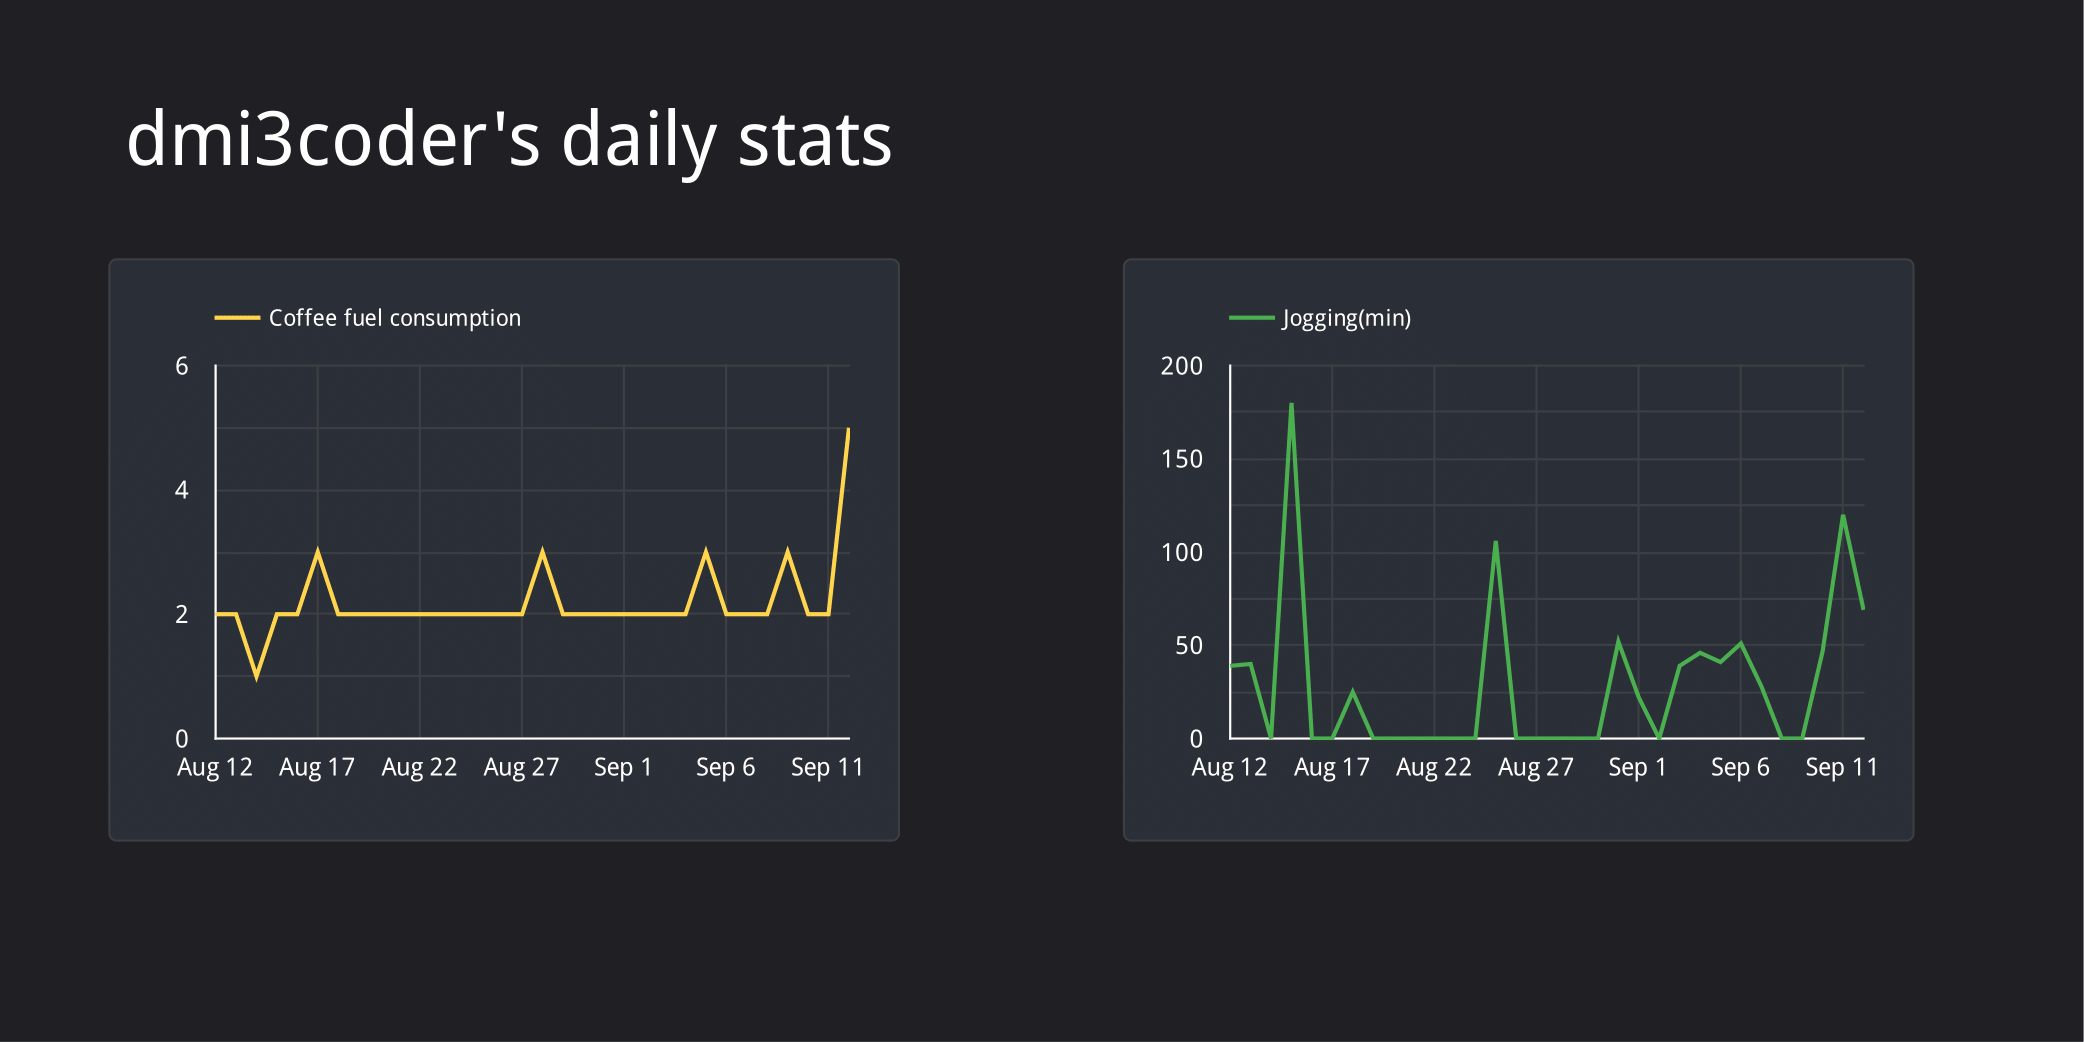 dmi3coder's daily stats
Coffee fuel consumption
6
4
2
0
Aug 12 Aug 17 Aug 22 Aug 27 Sep 1 Sep 6 Sep 11
Jogging(min)
200
150
100
50
0
Aug 12 Aug 17 Aug 22 Aug 27 Sep 1 Sep 6 Sep 11